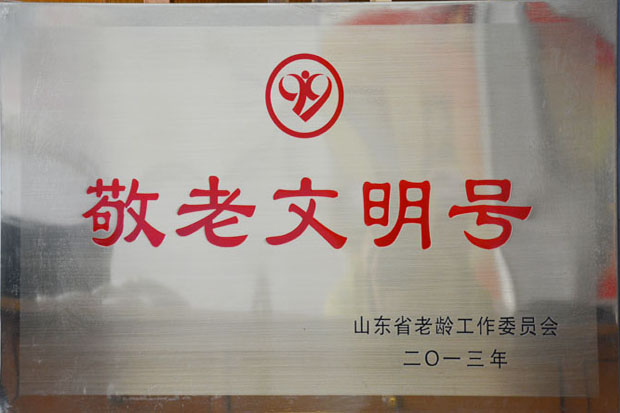 敬老文明号
山东省老龄工作委员会
二〇一三年